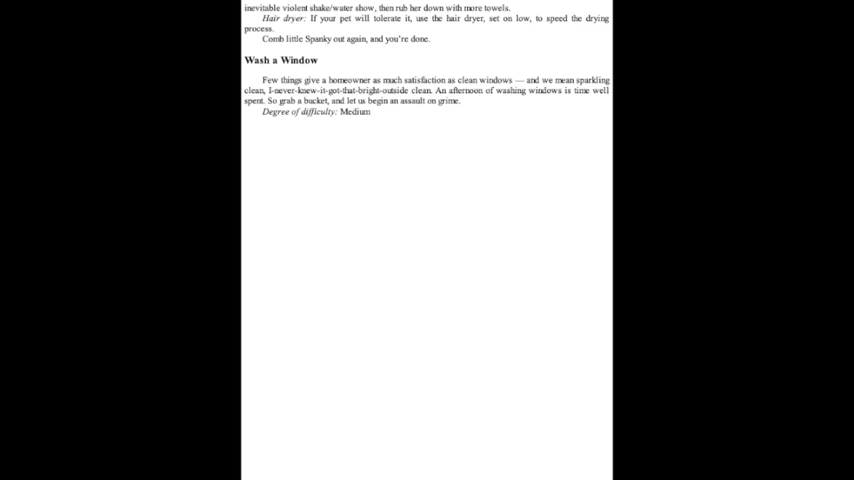 inevitable violent shake/water show, then rub her down with more towels.
Hair dryer: If your pet will tolerate it, use the hair dryer, set on low, to speed the drying
process.
Comb little Spanky out again, and you're done.
Wash a Window
Few things give a homeowner as much satisfaction as clean windows — and we mean sparkling
clean, I-never-knew-it-got-that-bright-outside clean. An afternoon of washing windows is time well
spent. So grab a bucket, and let us begin an assault on grime.
Degree of difficulty: Medium